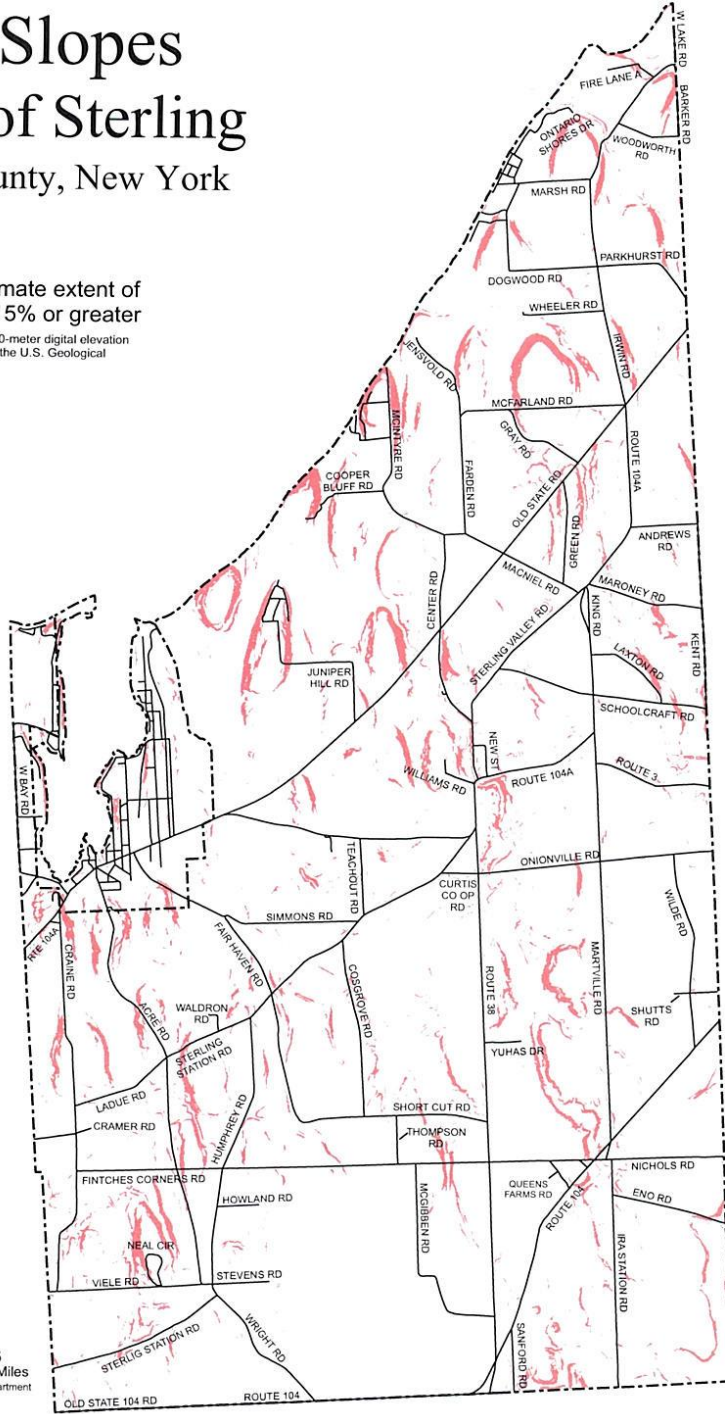 Slopes
of Sterling
unty, New York
mate extent of
5% or greater
0-meter digital elevation
the U.S. Geological
W LAKE RD
BARKER RD
FIRE LANE A
ONTARIO
SHORES DR
WOODWORTH
RD
MARSH RD
PARKHURST RD
DOGWOOD RD
WHEELER RD
IRWIN RD
JENSVOLD RD
MCFARLAND RD
MCINTYRE RD
GRAY RD
ROUTE 104A
COOPER
BLUFF RD
FARDEN RD
OLD STATE RD
GREEN RD
ANDREWS
RD
MACNIEL RD
MARONEY RD
CENTER RD
KING RD
STERLING VALLEY RD
LAXTON RD
KENT RD
JUNIPER
HILL RD
SCHOOLCRAFT RD
NEW ST
W BAY RD
WILLIAMS RD
ROUTE 104A
ROUTE 3
TEACHOUT RD
ONIONVILLE RD
CURTIS
CO OP
RD
WILDE RD
SIMMONS RD
FAIR HAVEN RD
RTE 104A
CRAINE RD
COSGROVE RD
ROUTE 38
MARTVILLE RD
ACRE RD
WALDRON
RD
SHUTTS
RD
STERLING
STATION RD
YUHAS DR
LADUE RD
HUMPHREY RD
SHORT CUT RD
CRAMER RD
THOMPSON
RD
FINTCHES CORNERS RD
NICHOLS RD
QUEENS
FARMS RD
ENO RD
HOWLAND RD
MCGIBBEN RD
ROUTE 104
IRA STATION RD
NEAL CIR
VIELE RD
STEVENS RD
STERLIG STATION RD
WRIGHT RD
SANFORD RD
Miles
artment
OLD STATE 104 RD
ROUTE 104